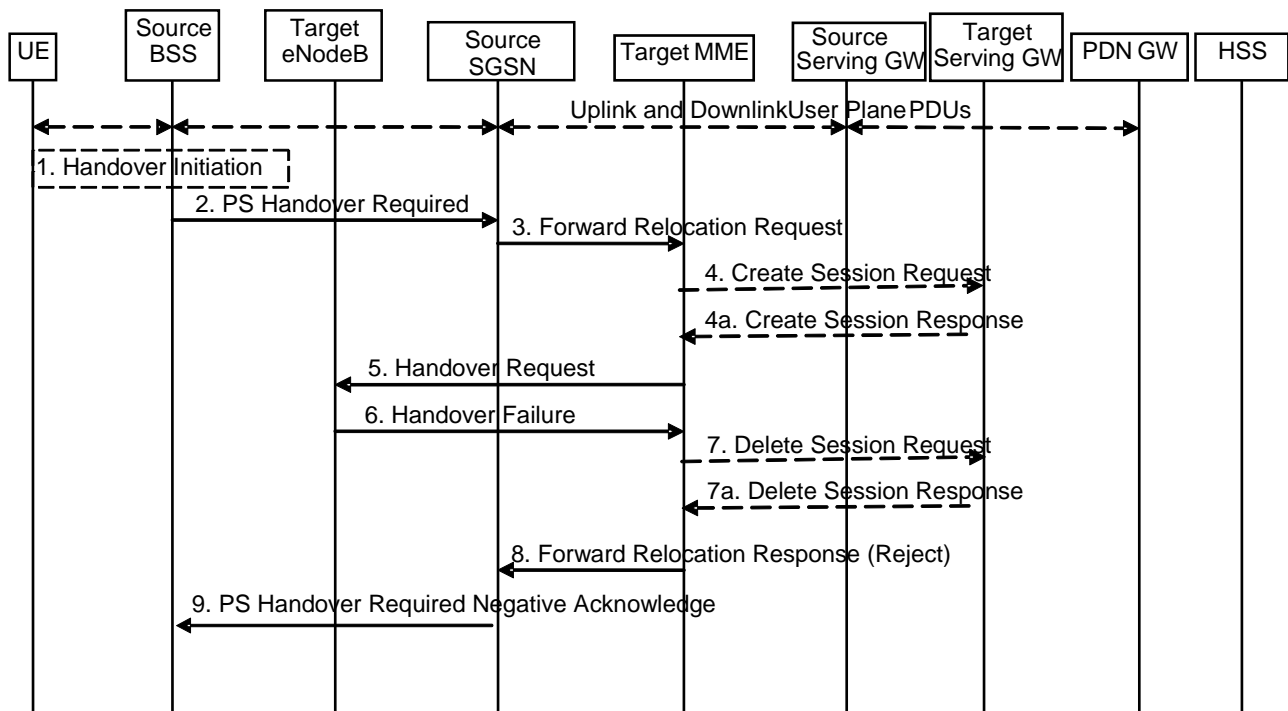 UE
Source
BSS
Target
eNodeB
Source
SGSN
Target MME
Source
Serving GW
Target
Serving GW
PDN GW
HSS
Uplink and DownlinkUser Plane PDUs
1. Handover Initiation
2. PS Handover Required
3. Forward Relocation Request
4. Create Session Request
4a. Create Session Response
5. Handover Request
6. Handover Failure
7. Delete Session Request
7a. Delete Session Response
8. Forward Relocation Response (Reject)
9. PS Handover Required Negative Acknowledge